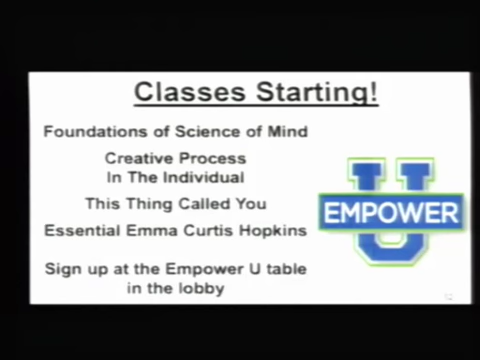 Classes Starting!
Foundations of Science of Mind
Creative Process
In The Individual
This Thing Called You
Essential Emma Curtis Hopkins
Sign up at the Empower U table
in the lobby
U
EMPOWER